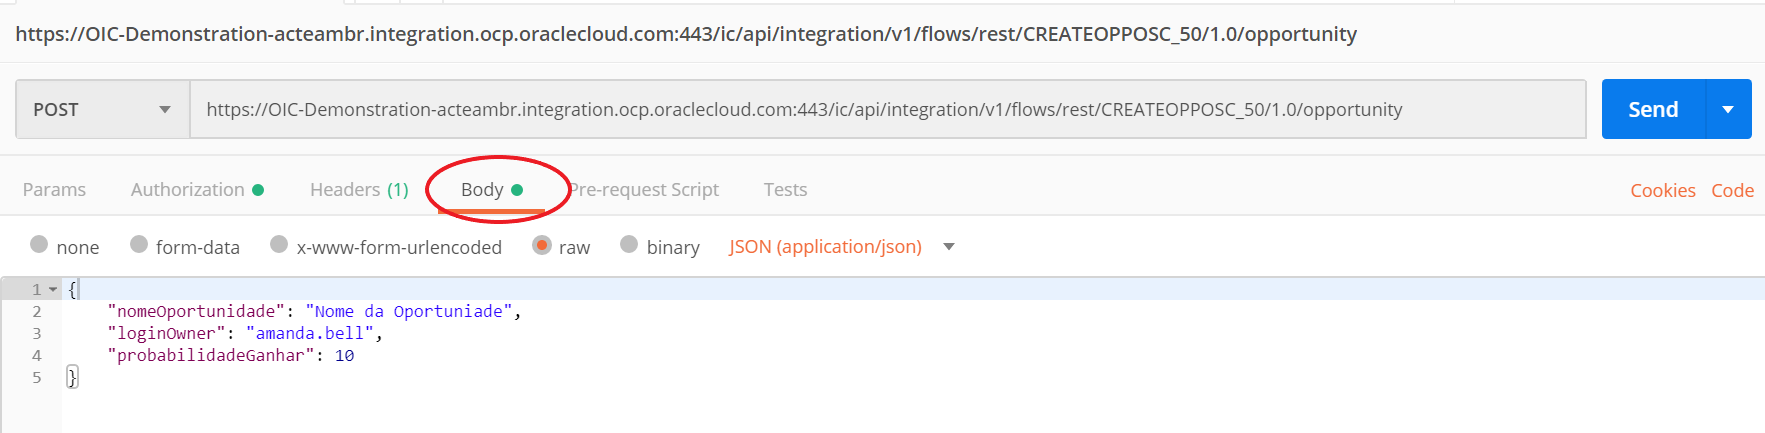 https://OIC-Demonstration-acteambr.integration.ocp.oraclecloud.com:443/ic/api/integration/v1/flows/rest/CREATEOPPOSC_50/1.0/opportunity
POST https://OIC-Demonstration-acteambr.integration.ocp.oraclecloud.com:443/ic/api/integration/v1/flows/rest/CREATEOPPOSC_50/1.0/opportunity Send
Params Authorization Headers (1) Body Pre-request Script Tests Cookies Code
none form-data x-www-form-urlencoded raw binary JSON (application/json)
1 {
2 "nomeOportunidade": "Nome da Oportuniade",
3 "loginOwner": "amanda.bell",
4 "probabilidadeGanhar": 10
5 }